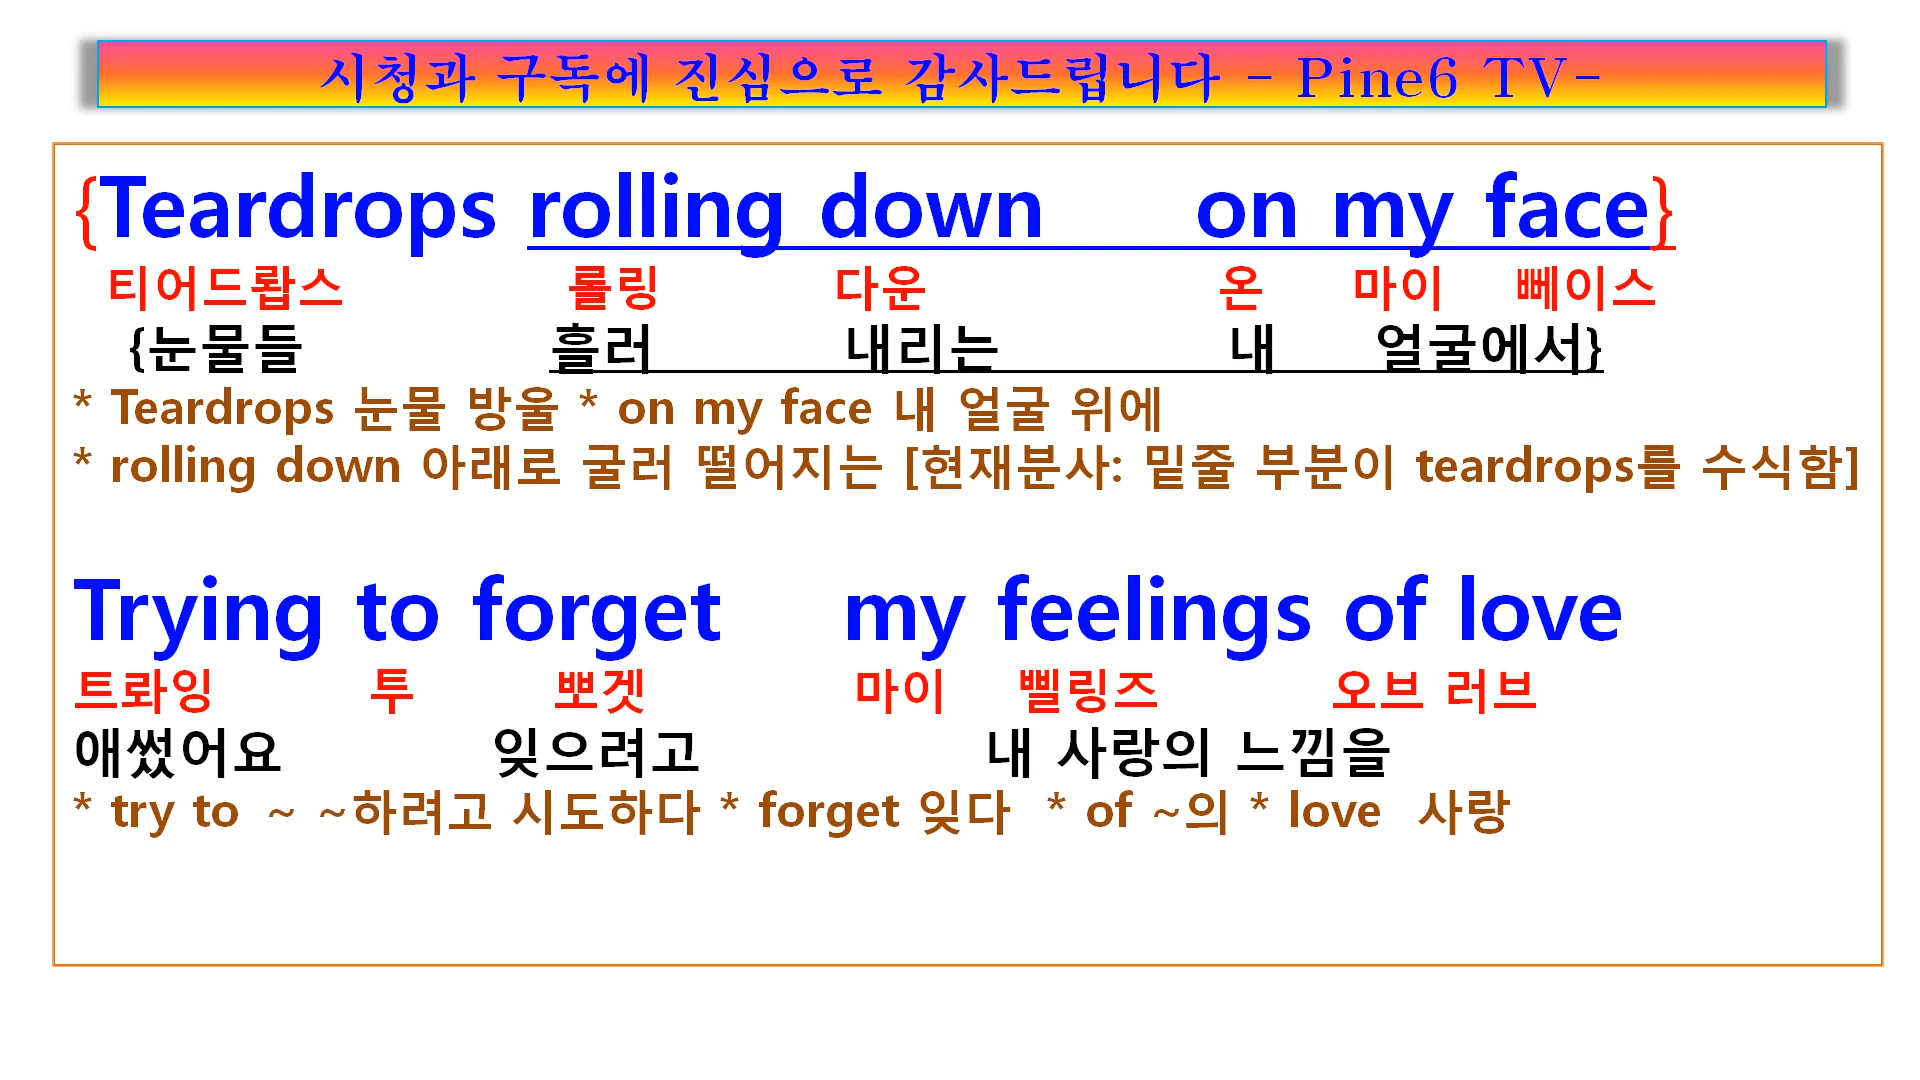 시청과 구독에 진심으로 감사드립니다 - Pine6 TV-
{Teardrops rolling down on my face}
티어드롭스 롤링 다운 온 마이 뻬이스
{눈물들 흘러 내리는 내 얼굴에서}
* Teardrops 눈물 방울 * on my face 내 얼굴 위에
* rolling down 아래로 굴러 떨어지는 [현재분사: 밑줄 부분이 teardrops를 수식함]
Trying to forget my feelings of love
트롸잉 투 뽀겟 마이 삘링즈 오브 러브
애썼어요 잊으려고 내 사랑의 느낌을
* try to ~ ~하려고 시도하다 * forget 잊다 * of ~의 * love 사랑